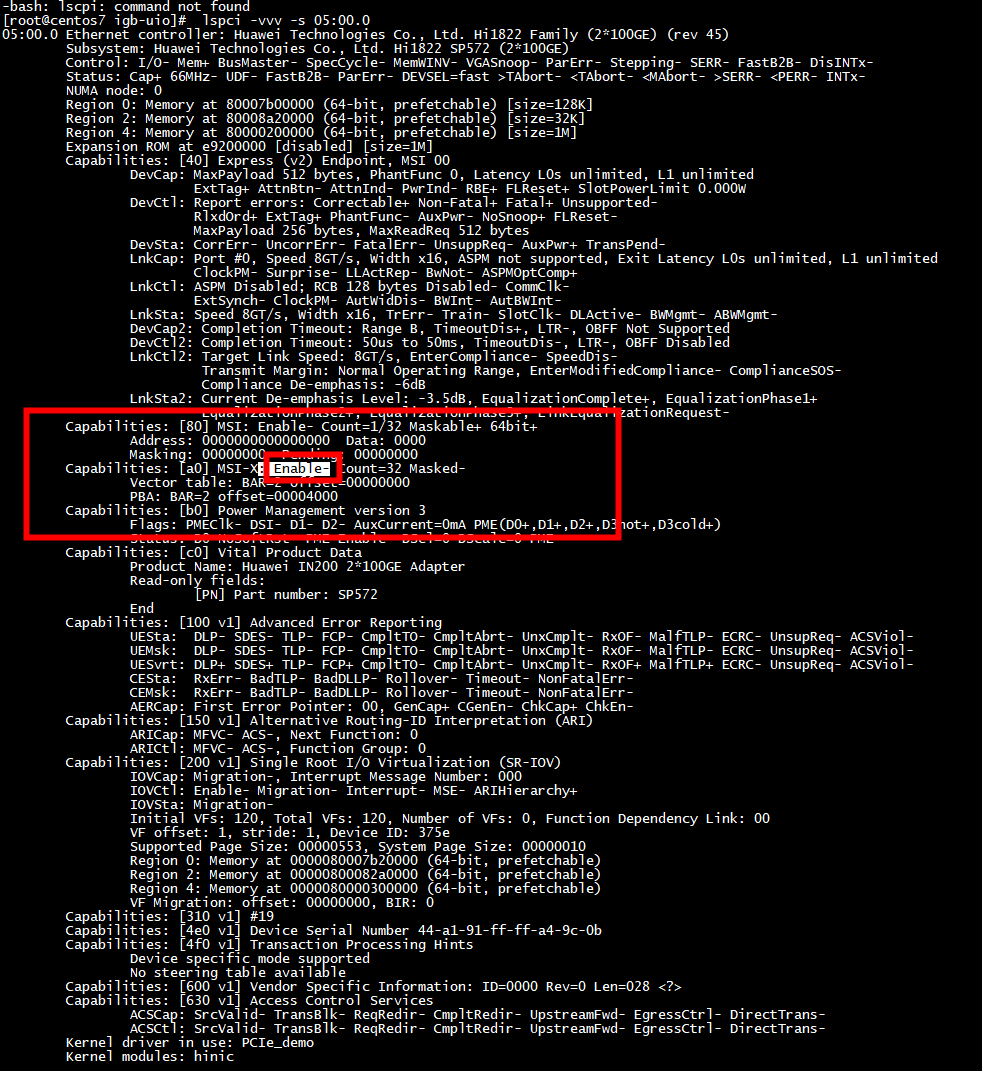 -bash: lscpi: command not found
[root@centos7 igb-uio]#  lspci -vvv -s 05:00.0
05:00.0 Ethernet controller: Huawei Technologies Co., Ltd. Hi1822 Family (2*100GE) (rev 45)
Subsystem: Huawei Technologies Co., Ltd. Hi1822 SP572 (2*100GE)
Control: I/O- Mem+ BusMaster- SpecCycle- MemWINV- VGASnoop- ParErr- Stepping- SERR- FastB2B- DisINTx-
Status: Cap+ 66MHz- UDF- FastB2B- ParErr- DEVSEL=fast >TAbort- <TAbort- <MAbort- >SERR- <PERR- INTx-
NUMA node: 0
Region 0: Memory at 80007b00000 (64-bit, prefetchable) [size=128K]
Region 2: Memory at 80008a20000 (64-bit, prefetchable) [size=32K]
Region 4: Memory at 80000200000 (64-bit, prefetchable) [size=1M]
Expansion ROM at e9200000 [disabled] [size=1M]
Capabilities: [40] Express (v2) Endpoint, MSI 00
DevCap: MaxPayload 512 bytes, PhantFunc 0, Latency L0s unlimited, L1 unlimited
ExtTag+ AttnBtn- AttnInd- PwrInd- RBE+ FLReset+ SlotPowerLimit 0.000W
DevCtl: Report errors: Correctable+ Non-Fatal+ Fatal+ Unsupported-
RlxdOrd+ ExtTag+ PhantFunc- AuxPwr- NoSnoop+ FLReset-
MaxPayload 256 bytes, MaxReadReq 512 bytes
DevSta: CorrErr- UncorrErr- FatalErr- UnsuppReq- AuxPwr+ TransPend-
LnkCap: Port #0, Speed 8GT/s, Width x16, ASPM not supported, Exit Latency L0s unlimited, L1 unlimited
ClockPM- Surprise- LLActRep- BwNot- ASPMOptComp+
LnkCtl: ASPM Disabled; RCB 128 bytes Disabled- CommClk-
ExtSynch- ClockPM- AutWidDis- BWInt- AutBWInt-
LnkSta: Speed 8GT/s, Width x16, TrErr- Train- SlotClk- DLActive- BWMgmt- ABWMgmt-
DevCap2: Completion Timeout: Range B, TimeoutDis+, LTR-, OBFF Not Supported
DevCtl2: Completion Timeout: 50us to 50ms, TimeoutDis-, LTR-, OBFF Disabled
LnkCtl2: Target Link Speed: 8GT/s, EnterCompliance- SpeedDis-
Transmit Margin: Normal Operating Range, EnterModifiedCompliance- ComplianceSOS-
Compliance De-emphasis: -6dB
LnkSta2: Current De-emphasis Level: -3.5dB, EqualizationComplete+, EqualizationPhase1+
EqualizationPhase2+, EqualizationPhase3+, LinkEqualizationRequest-
Capabilities: [80] MSI: Enable- Count=1/32 Maskable+ 64bit+
Address: 0000000000000000  Data: 0000
Masking: 00000000  Pending: 00000000
Capabilities: [a0] MSI-X: Enable- Count=32 Masked-
Vector table: BAR=2 offset=00000000
PBA: BAR=2 offset=00004000
Capabilities: [b0] Power Management version 3
Flags: PMEClk- DSI- D1- D2- AuxCurrent=0mA PME(D0+,D1+,D2+,D3hot+,D3cold+)
Status: D0 NoSoftRst- PME-Enable- DSel=0 DScale=0 PME-
Capabilities: [c0] Vital Product Data
Product Name: Huawei IN200 2*100GE Adapter
Read-only fields:
[PN] Part number: SP572
End
Capabilities: [100 v1] Advanced Error Reporting
UESta:  DLP- SDES- TLP- FCP- CmpltTO- CmpltAbrt- UnxCmplt- RxOF- MalfTLP- ECRC- UnsupReq- ACSViol-
UEMsk:  DLP- SDES- TLP- FCP- CmpltTO- CmpltAbrt- UnxCmplt- RxOF- MalfTLP- ECRC- UnsupReq- ACSViol-
UESvrt: DLP+ SDES+ TLP- FCP+ CmpltTO- CmpltAbrt- UnxCmplt- RxOF+ MalfTLP+ ECRC- UnsupReq- ACSViol-
CESta:  RxErr- BadTLP- BadDLLP- Rollover- Timeout- NonFatalErr-
CEMsk:  RxErr- BadTLP- BadDLLP- Rollover- Timeout- NonFatalErr-
AERCap: First Error Pointer: 00, GenCap+ CGenEn- ChkCap+ ChkEn-
Capabilities: [150 v1] Alternative Routing-ID Interpretation (ARI)
ARICap: MFVC- ACS-, Next Function: 0
ARICtl: MFVC- ACS-, Function Group: 0
Capabilities: [200 v1] Single Root I/O Virtualization (SR-IOV)
IOVCap: Migration-, Interrupt Message Number: 000
IOVCtl: Enable- Migration- Interrupt- MSE- ARIHierarchy+
IOVSta: Migration-
Initial VFs: 120, Total VFs: 120, Number of VFs: 0, Function Dependency Link: 00
VF offset: 1, stride: 1, Device ID: 375e
Supported Page Size: 00000553, System Page Size: 00000010
Region 0: Memory at 0000080007b20000 (64-bit, prefetchable)
Region 2: Memory at 00000800082a0000 (64-bit, prefetchable)
Region 4: Memory at 0000080000300000 (64-bit, prefetchable)
VF Migration: offset: 00000000, BIR: 0
Capabilities: [310 v1] #19
Capabilities: [4e0 v1] Device Serial Number 44-a1-91-ff-ff-a4-9c-0b
Capabilities: [4f0 v1] Transaction Processing Hints
Device specific mode supported
No steering table available
Capabilities: [600 v1] Vendor Specific Information: ID=0000 Rev=0 Len=028 <?>
Capabilities: [630 v1] Access Control Services
ACSCap: SrcValid- TransBlk- ReqRedir- CmpltRedir- UpstreamFwd- EgressCtrl- DirectTrans-
ACSCtl: SrcValid- TransBlk- ReqRedir- CmpltRedir- UpstreamFwd- EgressCtrl- DirectTrans-
Kernel driver in use: PCIe_demo
Kernel modules: hinic